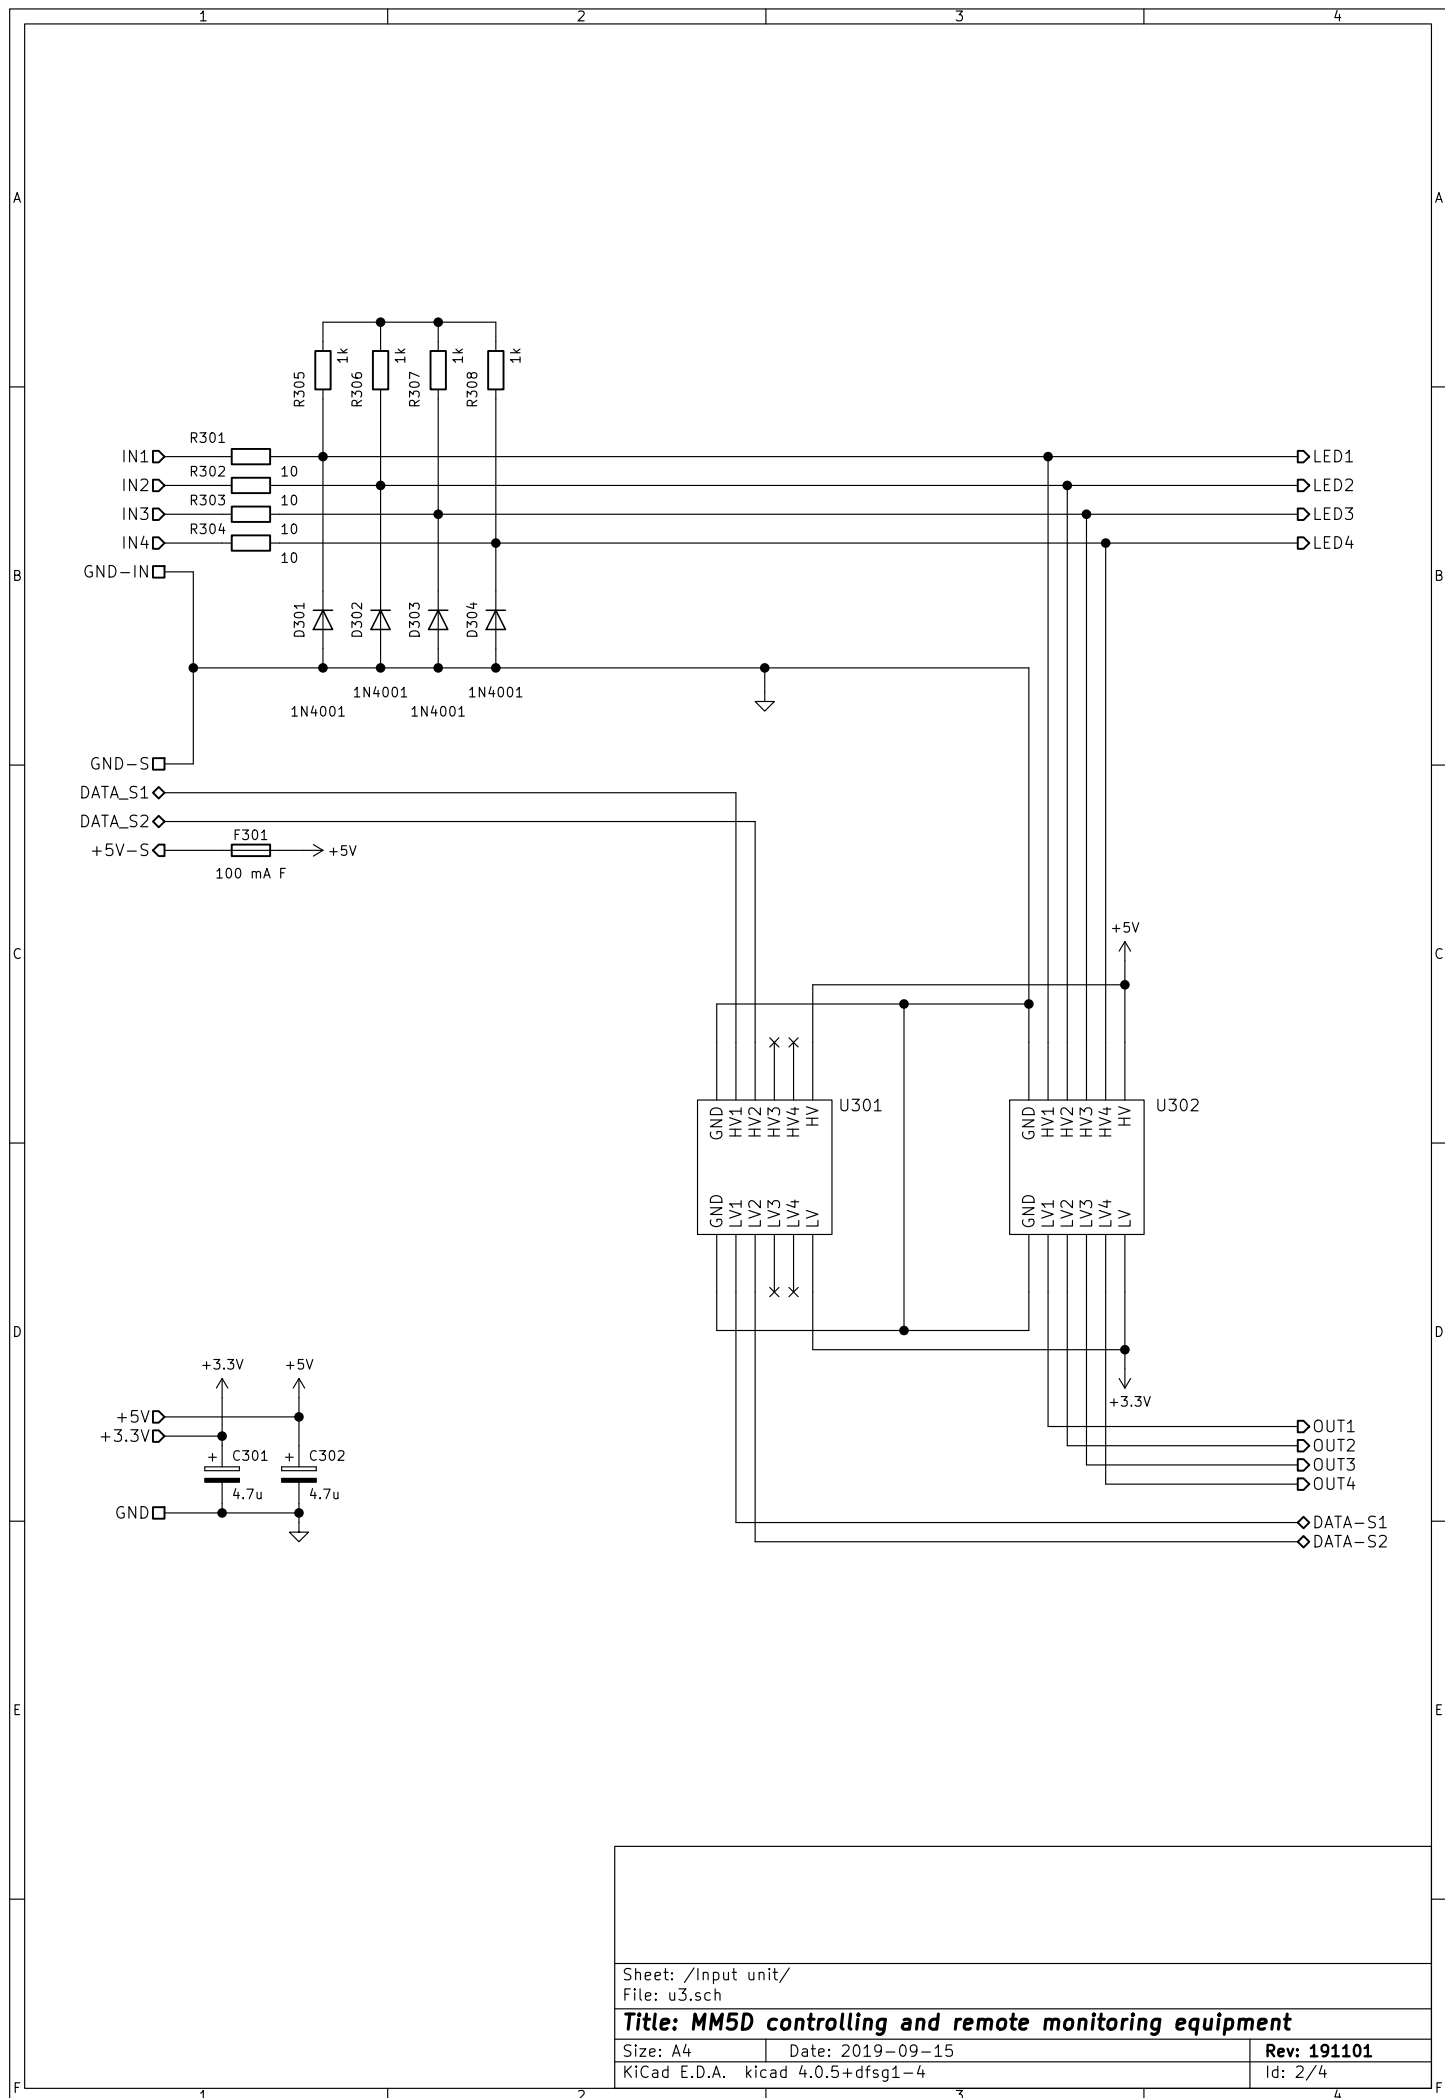 1 2 3 4
A A
1k 1k 1k 1k
R305 R306 R307 R308
R301
IN1 LED1
R302 10
IN2 LED2
R303 10
IN3 LED3
R304 10
IN4 LED4
10
GND-IN
B B
D301 D302 D303 D304
1N4001 1N4001
1N4001 1N4001
GND-S
DATA_S1
DATA_S2
F301
+5V-S +5V
100 mA F
+5V
C C
U301 U302
GND HV1 HV2 HV3 HV4 HV GND HV1 HV2 HV3 HV4 HV
GND LV1 LV2 LV3 LV4 LV GND LV1 LV2 LV3 LV4 LV
D D
+3.3V +5V
+3.3V
+5V OUT1
+3.3V OUT2
+ C301 + C302
OUT3
OUT4
4.7u 4.7u
GND
DATA-S1
DATA-S2
E E
Sheet: /Input unit/
File: u3.sch
Title: MM5D controlling and remote monitoring equipment
Size: A4 Date: 2019-09-15 Rev: 191101
KiCad E.D.A. kicad 4.0.5+dfsg1-4 Id: 2/4
F F
1 2 3 4